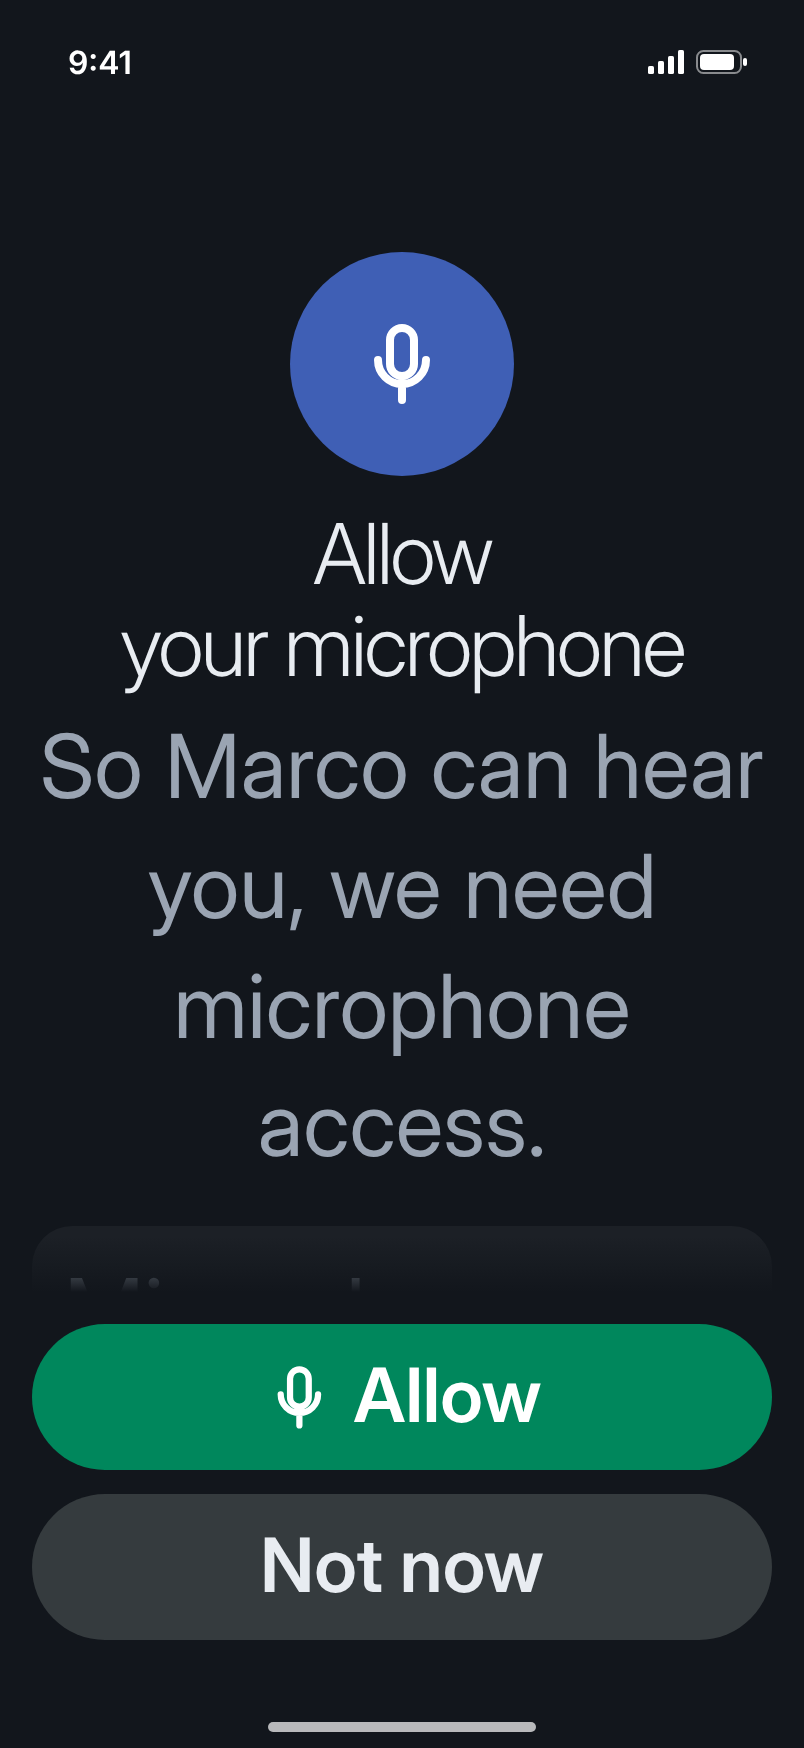 9:41
Allow
your microphone
So Marco can hear
you, we need
microphone
access.
Allow
Not now